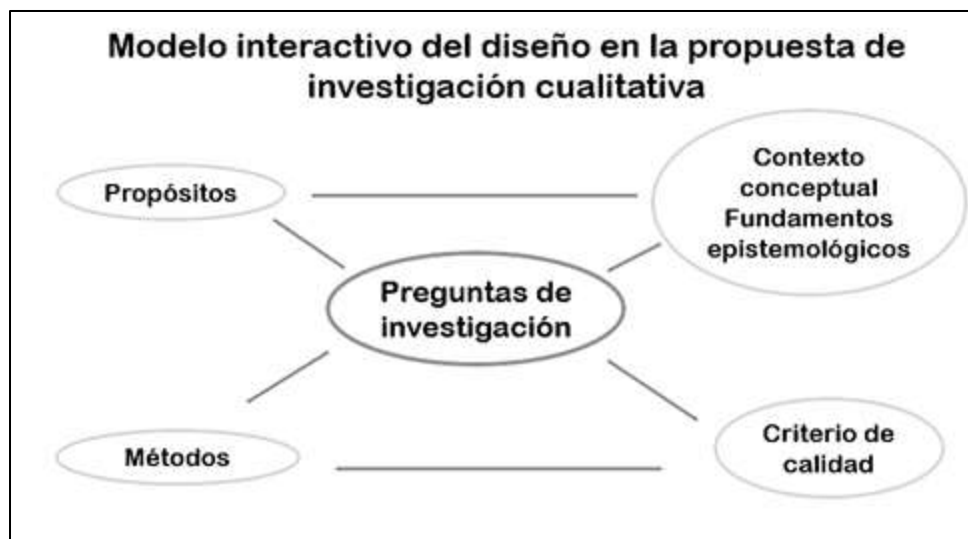 Modelo interactivo del diseño en la propuesta de
investigación cualitativa
Propósitos
Contexto
conceptual
Fundamentos
epistemológicos
Preguntas de
investigación
Métodos
Criterio de
calidad